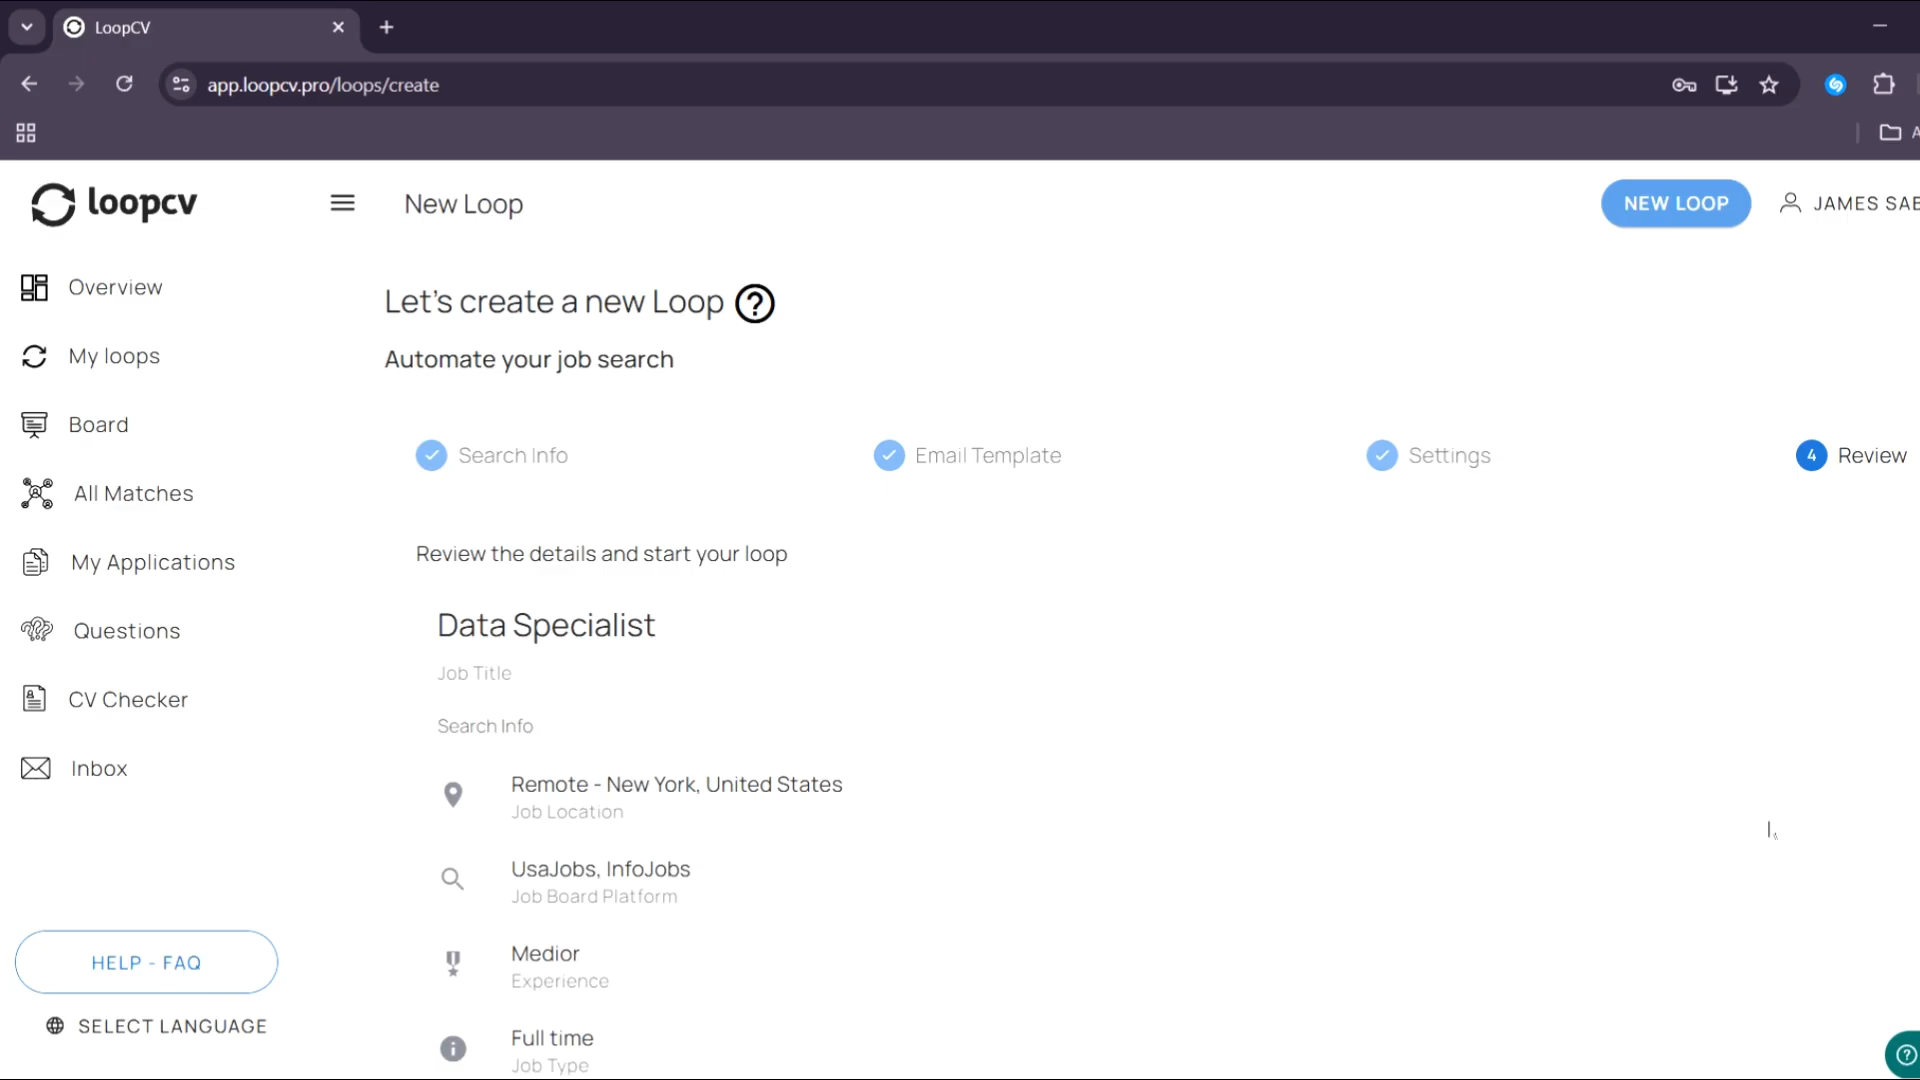 LoopCV
app.loopcv.pro/loops/create
loopcv
New Loop
NEW LOOP
JAMES SAE
Overview
My loops
Board
All Matches
My Applications
Questions
CV Checker
Inbox
HELP - FAQ
SELECT LANGUAGE
Let's create a new Loop
Automate your job search
Search Info
Email Template
Settings
4 Review
Review the details and start your loop
Data Specialist
Job Title
Search Info
Remote - New York, United States
Job Location
UsaJobs, InfoJobs
Job Board Platform
Medior
Experience
Full time
Job Type